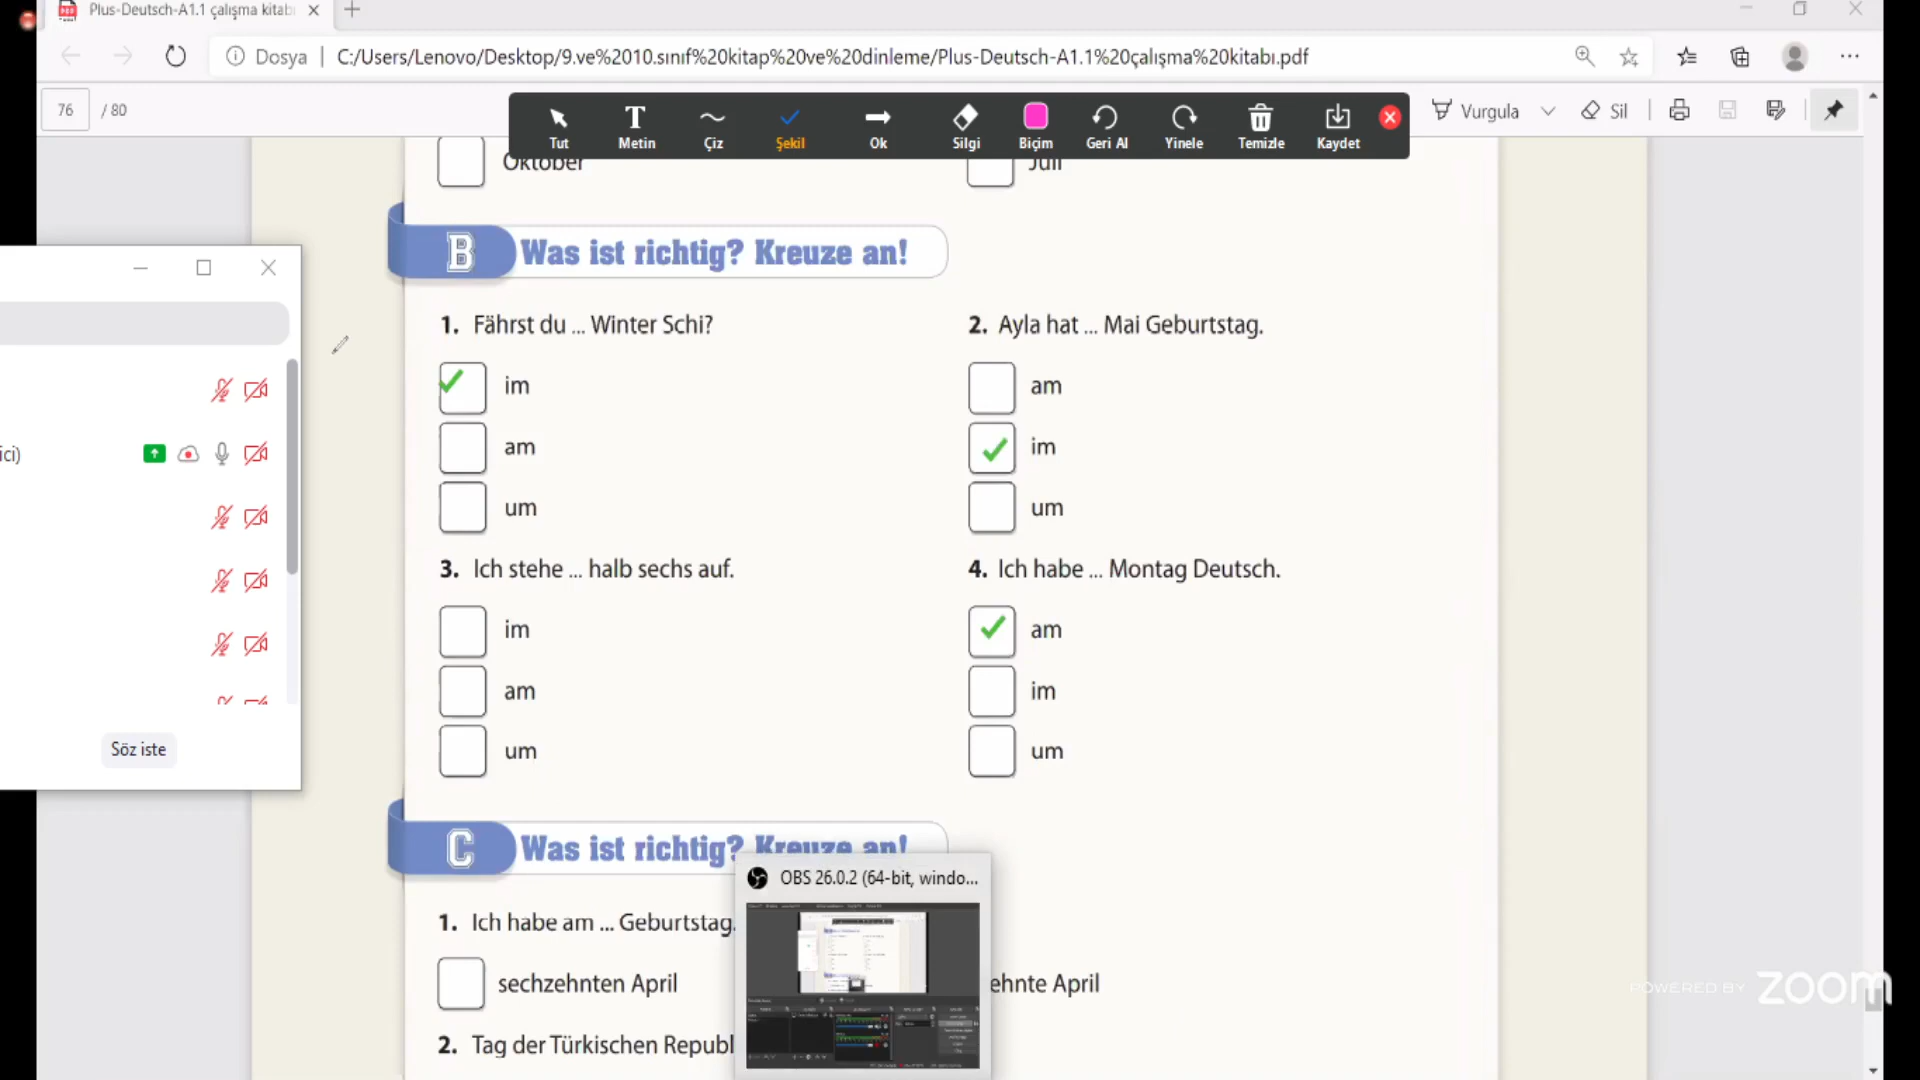 Plus-Deutsch-A1.1 çalışma kitabı
Dosya
C:/Users/Lenovo/Desktop/9.ve%2010.sınıf%20kitap%20ve%20dinleme/Plus-Deutsch-A1.1%20çalışma%20kitabı.pdf
76 / 80
Tut
Metin
Çiz
Şekil
Ok
Silgi
Biçim
Geri Al
Yinele
Temizle
Kaydet
Vurgula
Sil
Oktober
Juli
B Was ist richtig? Kreuze an!
1. Fährst du ... Winter Schi?
im
am
um
2. Ayla hat ... Mai Geburtstag.
am
im
um
3. Ich stehe ... halb sechs auf.
im
am
um
4. Ich habe ... Montag Deutsch.
am
im
um
ici)
Söz iste
C Was ist richtig? Kreuze an!
1. Ich habe am ... Geburtstag.
sechzehnten April
ehnte April
2. Tag der Türkischen Republ
OBS 26.0.2 (64-bit, windo...
POWERED BY zoom